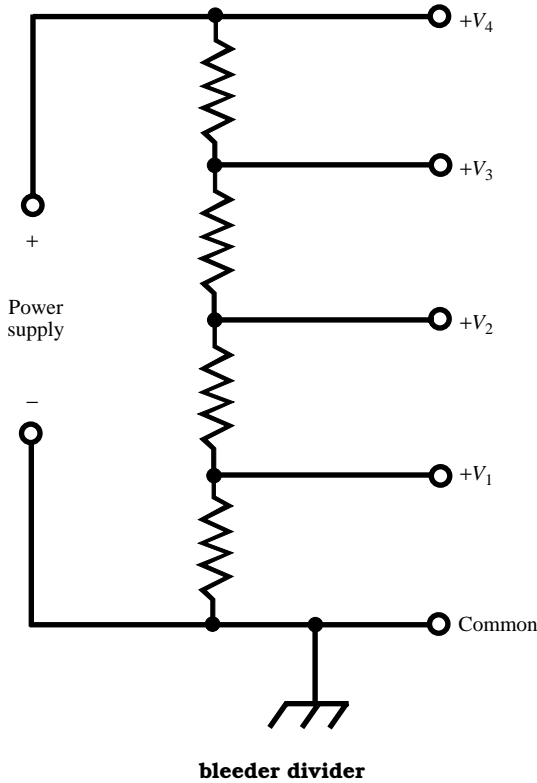 +V₄
+V₃
+
Power
supply
+V₂
−
+V₁
Common
bleeder divider